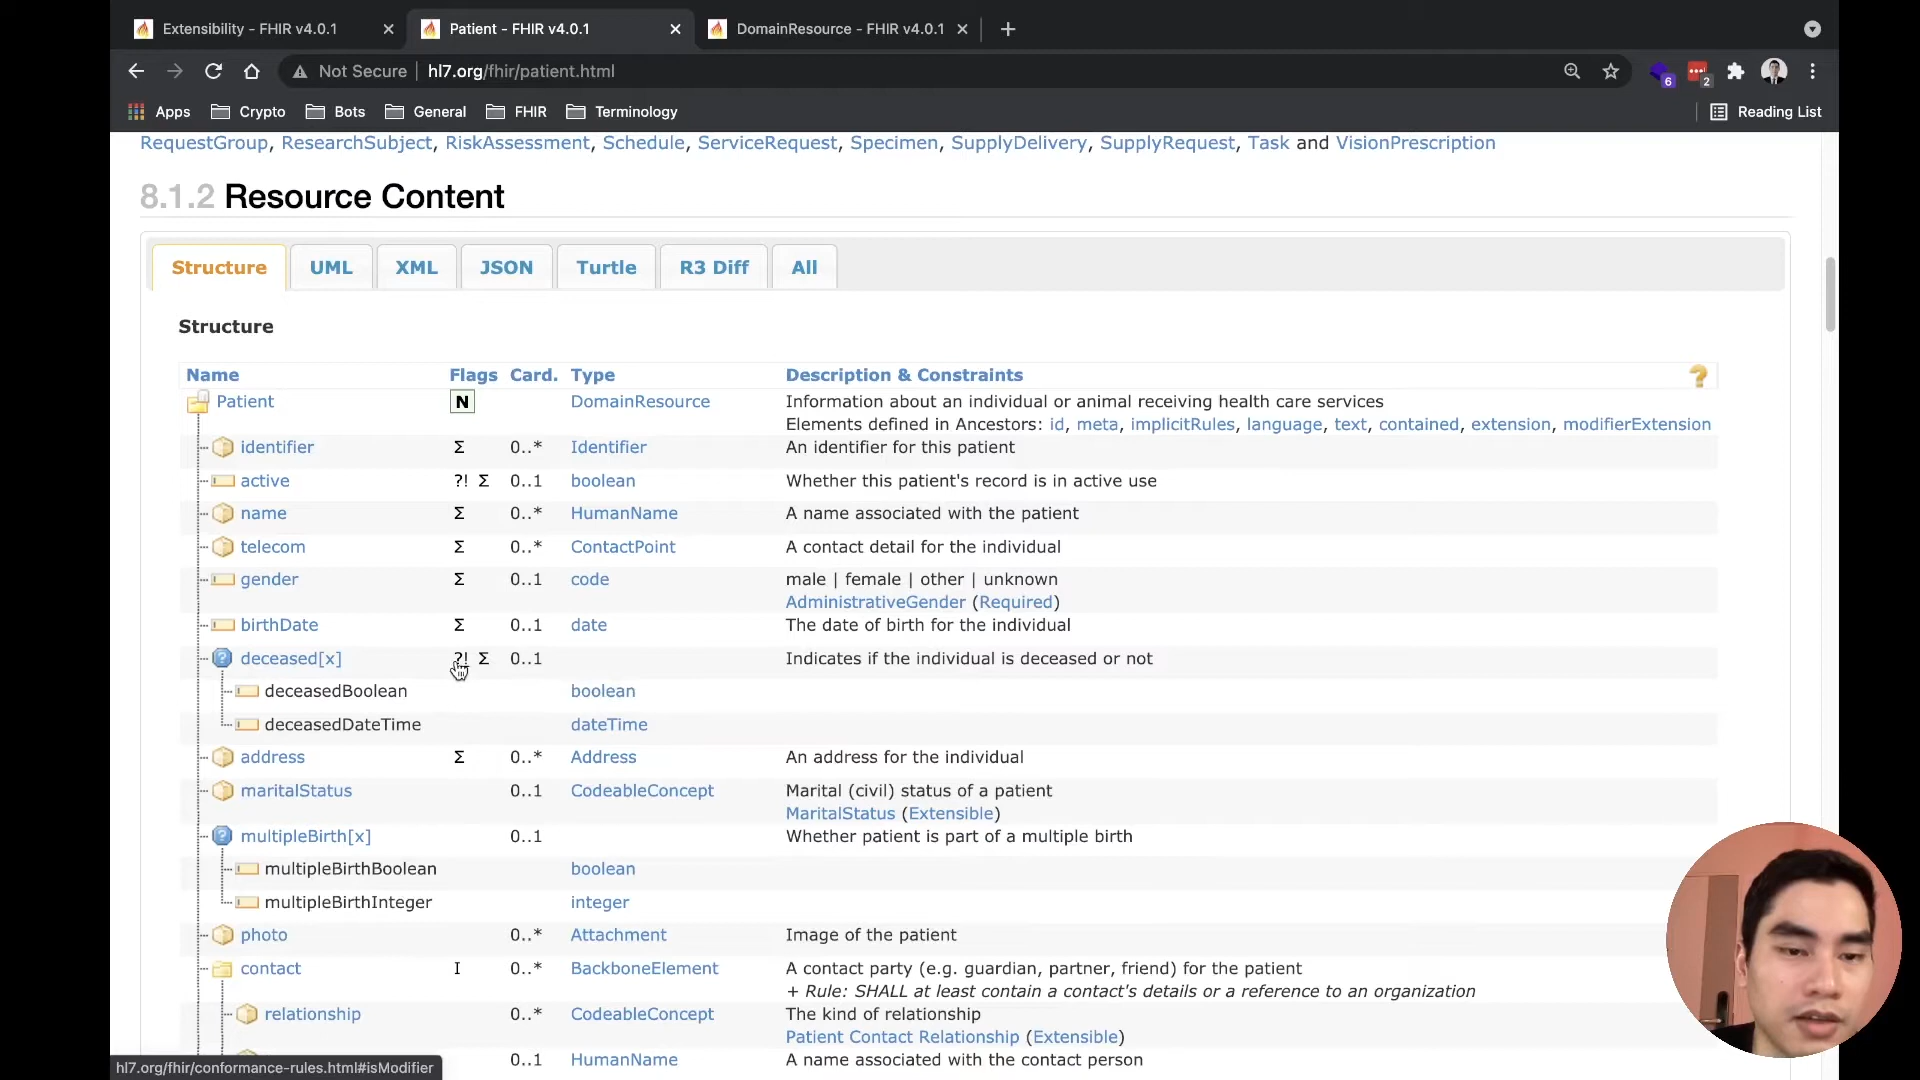 Extensibility - FHIR v4.0.1
Patient - FHIR v4.0.1
DomainResource - FHIR v4.0.1
Not Secure | hl7.org/fhir/patient.html
6
2
Apps Crypto Bots General FHIR Terminology Reading List
RequestGroup, ResearchSubject, RiskAssessment, Schedule, ServiceRequest, Specimen, SupplyDelivery, SupplyRequest, Task and VisionPrescription
8.1.2 Resource Content
Structure UML XML JSON Turtle R3 Diff All
Structure
Name Flags Card. Type Description & Constraints ?
Patient N DomainResource Information about an individual or animal receiving health care services
Elements defined in Ancestors: id, meta, implicitRules, language, text, contained, extension, modifierExtension
identifier Σ 0..* Identifier An identifier for this patient
active ?! Σ 0..1 boolean Whether this patient's record is in active use
name Σ 0..* HumanName A name associated with the patient
telecom Σ 0..* ContactPoint A contact detail for the individual
gender Σ 0..1 code male | female | other | unknown
AdministrativeGender (Required)
birthDate Σ 0..1 date The date of birth for the individual
deceased[x] ?! Σ 0..1 Indicates if the individual is deceased or not
deceasedBoolean boolean
deceasedDateTime dateTime
address Σ 0..* Address An address for the individual
maritalStatus 0..1 CodeableConcept Marital (civil) status of a patient
MaritalStatus (Extensible)
multipleBirth[x] 0..1 Whether patient is part of a multiple birth
multipleBirthBoolean boolean
multipleBirthInteger integer
photo 0..* Attachment Image of the patient
contact I 0..* BackboneElement A contact party (e.g. guardian, partner, friend) for the patient
+ Rule: SHALL at least contain a contact's details or a reference to an organization
relationship 0..* CodeableConcept The kind of relationship
Patient Contact Relationship (Extensible)
0..1 HumanName A name associated with the contact person
hl7.org/fhir/conformance-rules.html#isModifier